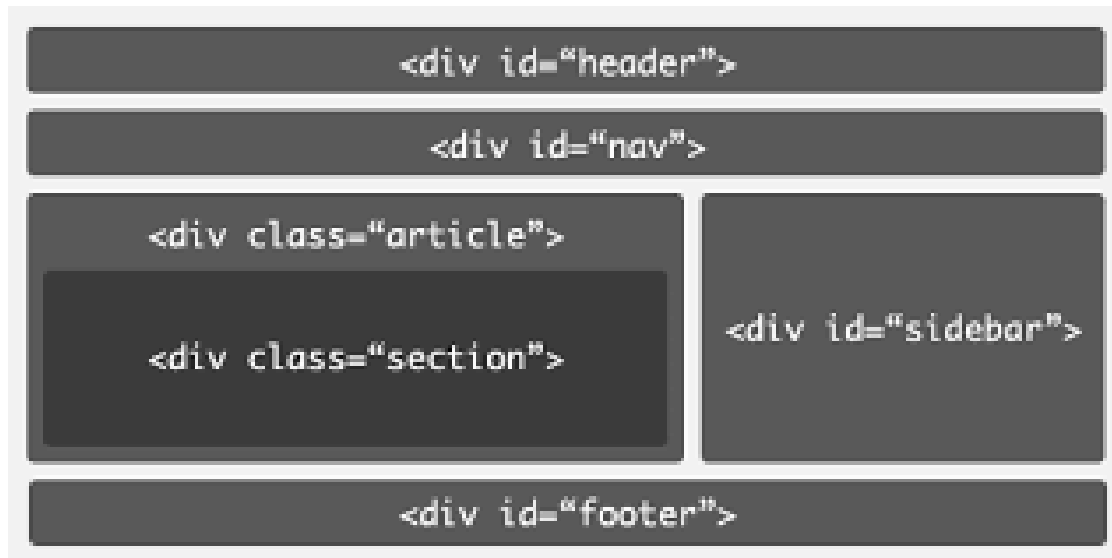 <div id=“header”>
<div id=“nav”>
<div class=“article”>
<div class=“section”>
<div id=“sidebar”>
<div id=“footer”>